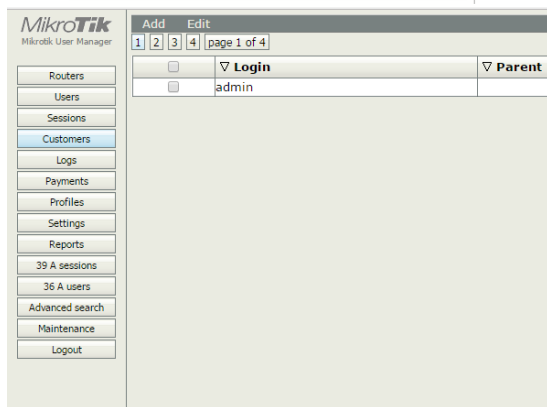 MikroTik
Mikrotik User Manager
Routers
Users
Sessions
Customers
Logs
Payments
Profiles
Settings
Reports
39 A sessions
36 A users
Advanced search
Maintenance
Logout
Add Edit
1 2 3 4 page 1 of 4
▽ Login ▽ Parent
admin